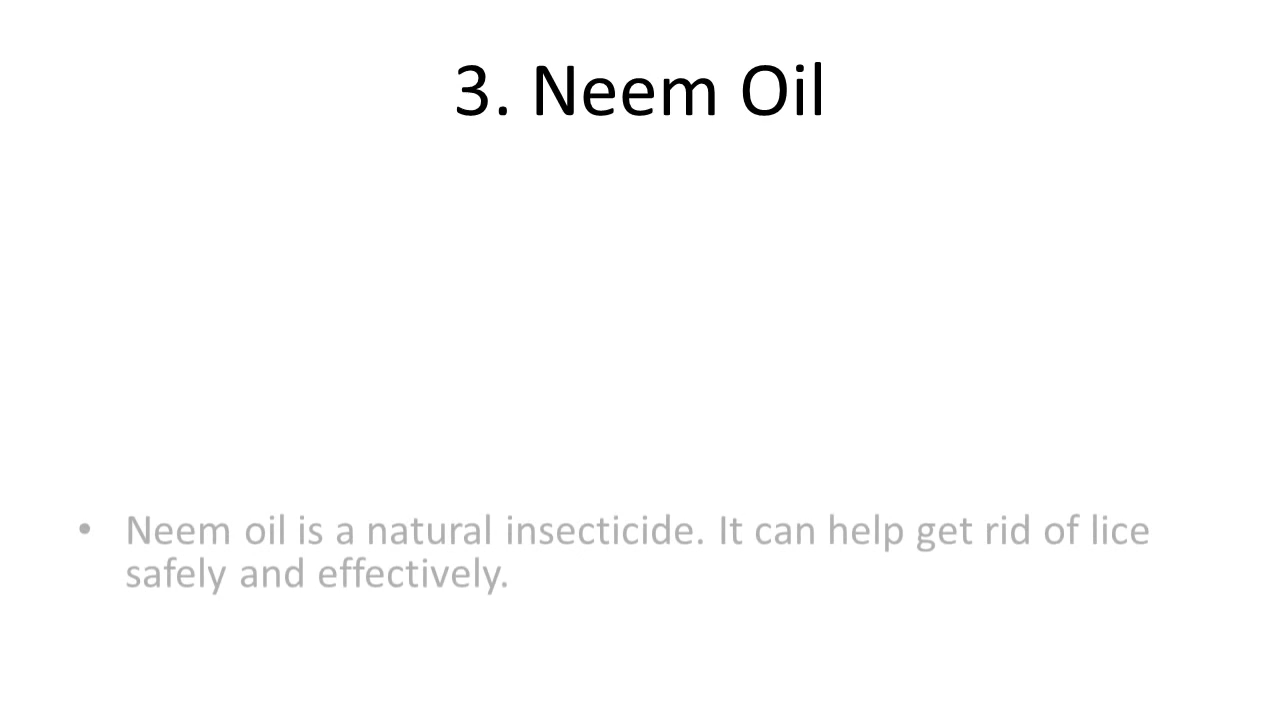 3. Neem Oil
• Neem oil is a natural insecticide. It can help get rid of lice
safely and effectively.